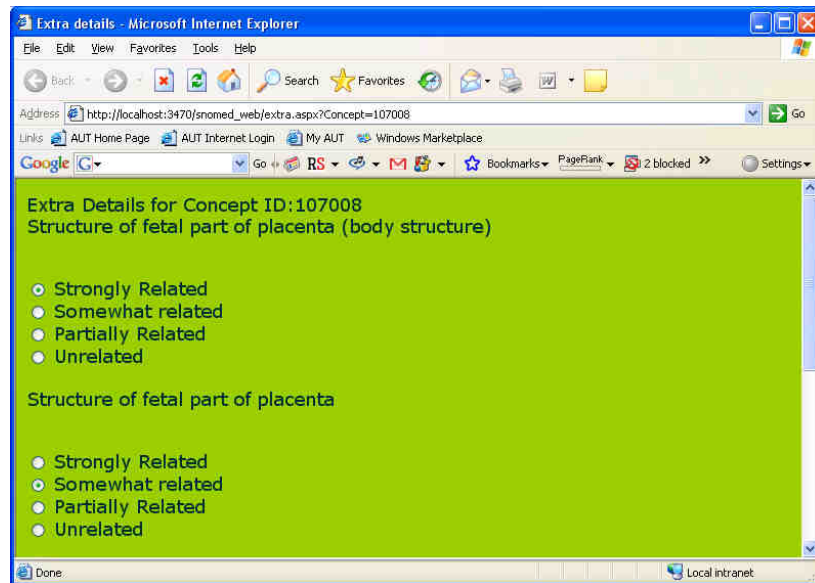 Extra details - Microsoft Internet Explorer
File Edit View Favorites Tools Help
Back Search Favorites
Address http://localhost:3470/snomed_web/extra.aspx?Concept=107008 Go
Links AUT Home Page AUT Internet Login My AUT Windows Marketplace
Google G Go RS Bookmarks PageRank 2 blocked » Settings
Extra Details for Concept ID:107008
Structure of fetal part of placenta (body structure)
Strongly Related
Somewhat related
Partially Related
Unrelated
Structure of fetal part of placenta
Strongly Related
Somewhat related
Partially Related
Unrelated
Done Local intranet